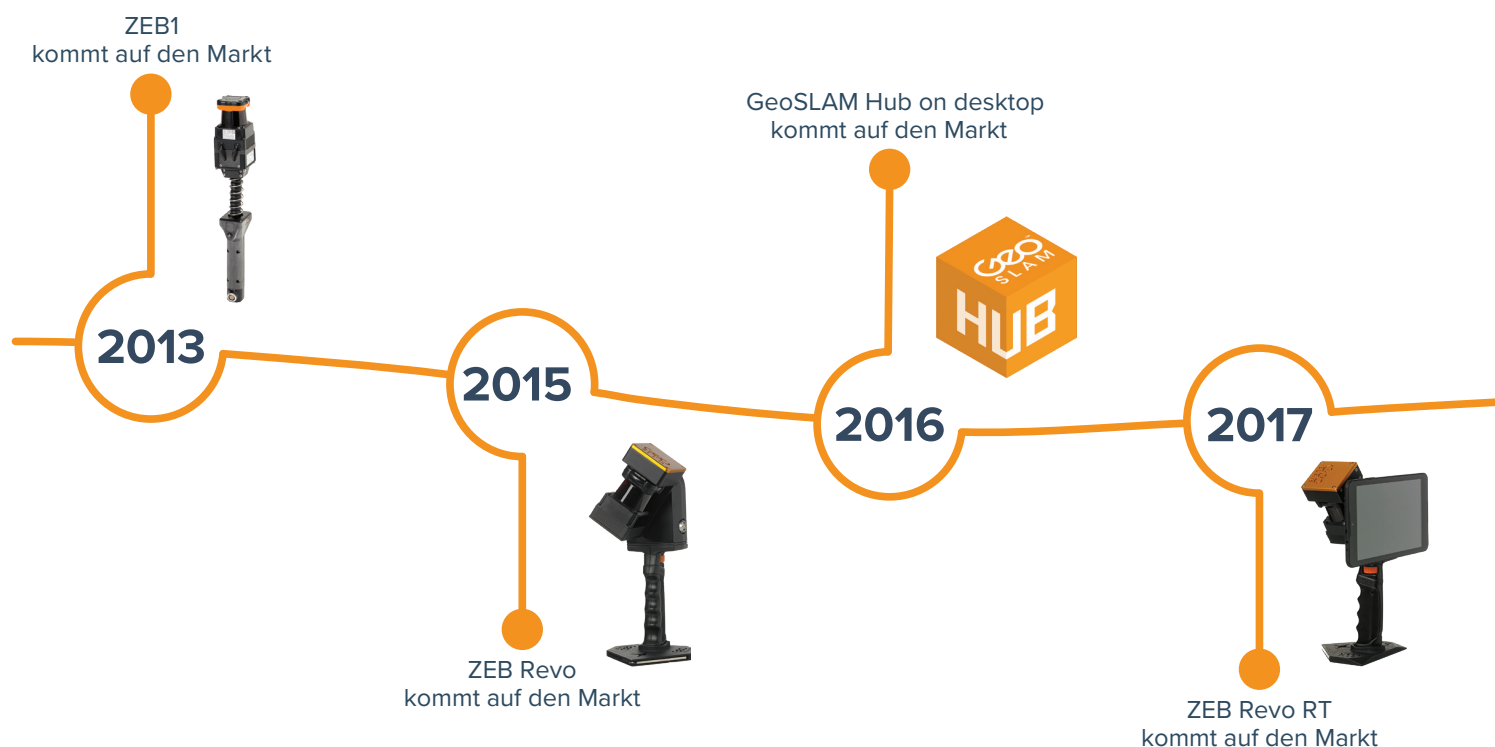 ZEB1
kommt auf den Markt
2013
2015
ZEB Revo
kommt auf den Markt
GeoSLAM Hub on desktop
kommt auf den Markt
Geo
SLAM
HUB
2016
2017
ZEB Revo RT
kommt auf den Markt